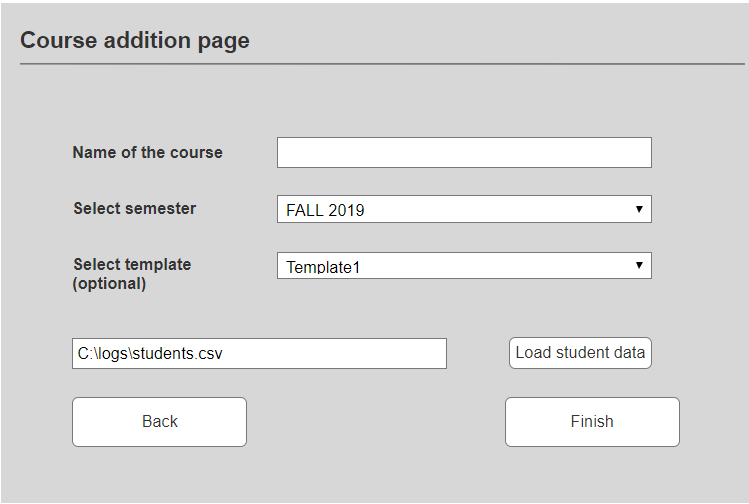 Course addition page
Name of the course
Select semester
FALL 2019
Select template
(optional)
Template1
C:\logs\students.csv
Load student data
Back
Finish